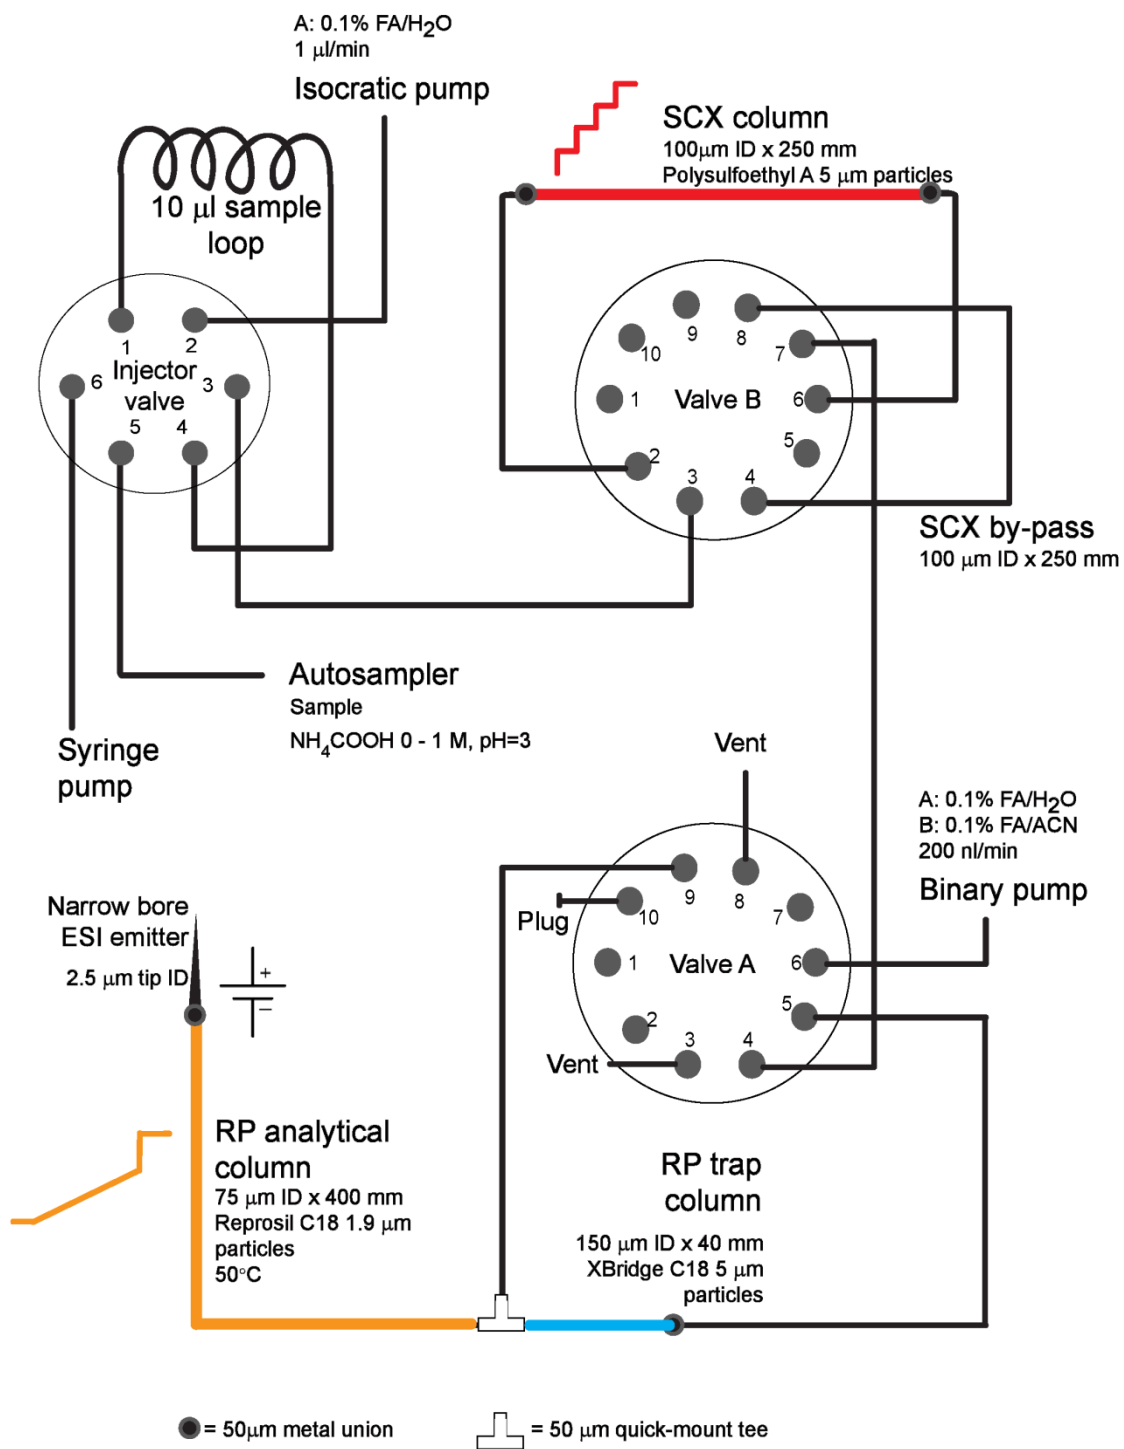 A: 0.1% FA/H2O
1 μl/min
Isocratic pump
10 μl sample
loop
1
2
3
4
5
6
Injector
valve
SCX column
100μm ID x 250 mm
Polysulfoethyl A 5 μm particles
9
8
7
10
1
Valve B
6
5
2
3
4
SCX by-pass
100 μm ID x 250 mm
Autosampler
Sample
NH4COOH 0 - 1 M, pH=3
Syringe
pump
Vent
A: 0.1% FA/H2O
B: 0.1% FA/ACN
200 nl/min
Binary pump
9
8
7
10
Plug
1
Valve A
6
5
2
3
4
Vent
Narrow bore
ESI emitter
2.5 μm tip ID
+
−
RP analytical
column
75 μm ID x 400 mm
Reprosil C18 1.9 μm
particles
50°C
RP trap
column
150 μm ID x 40 mm
XBridge C18 5 μm
particles
= 50μm metal union
= 50 μm quick-mount tee